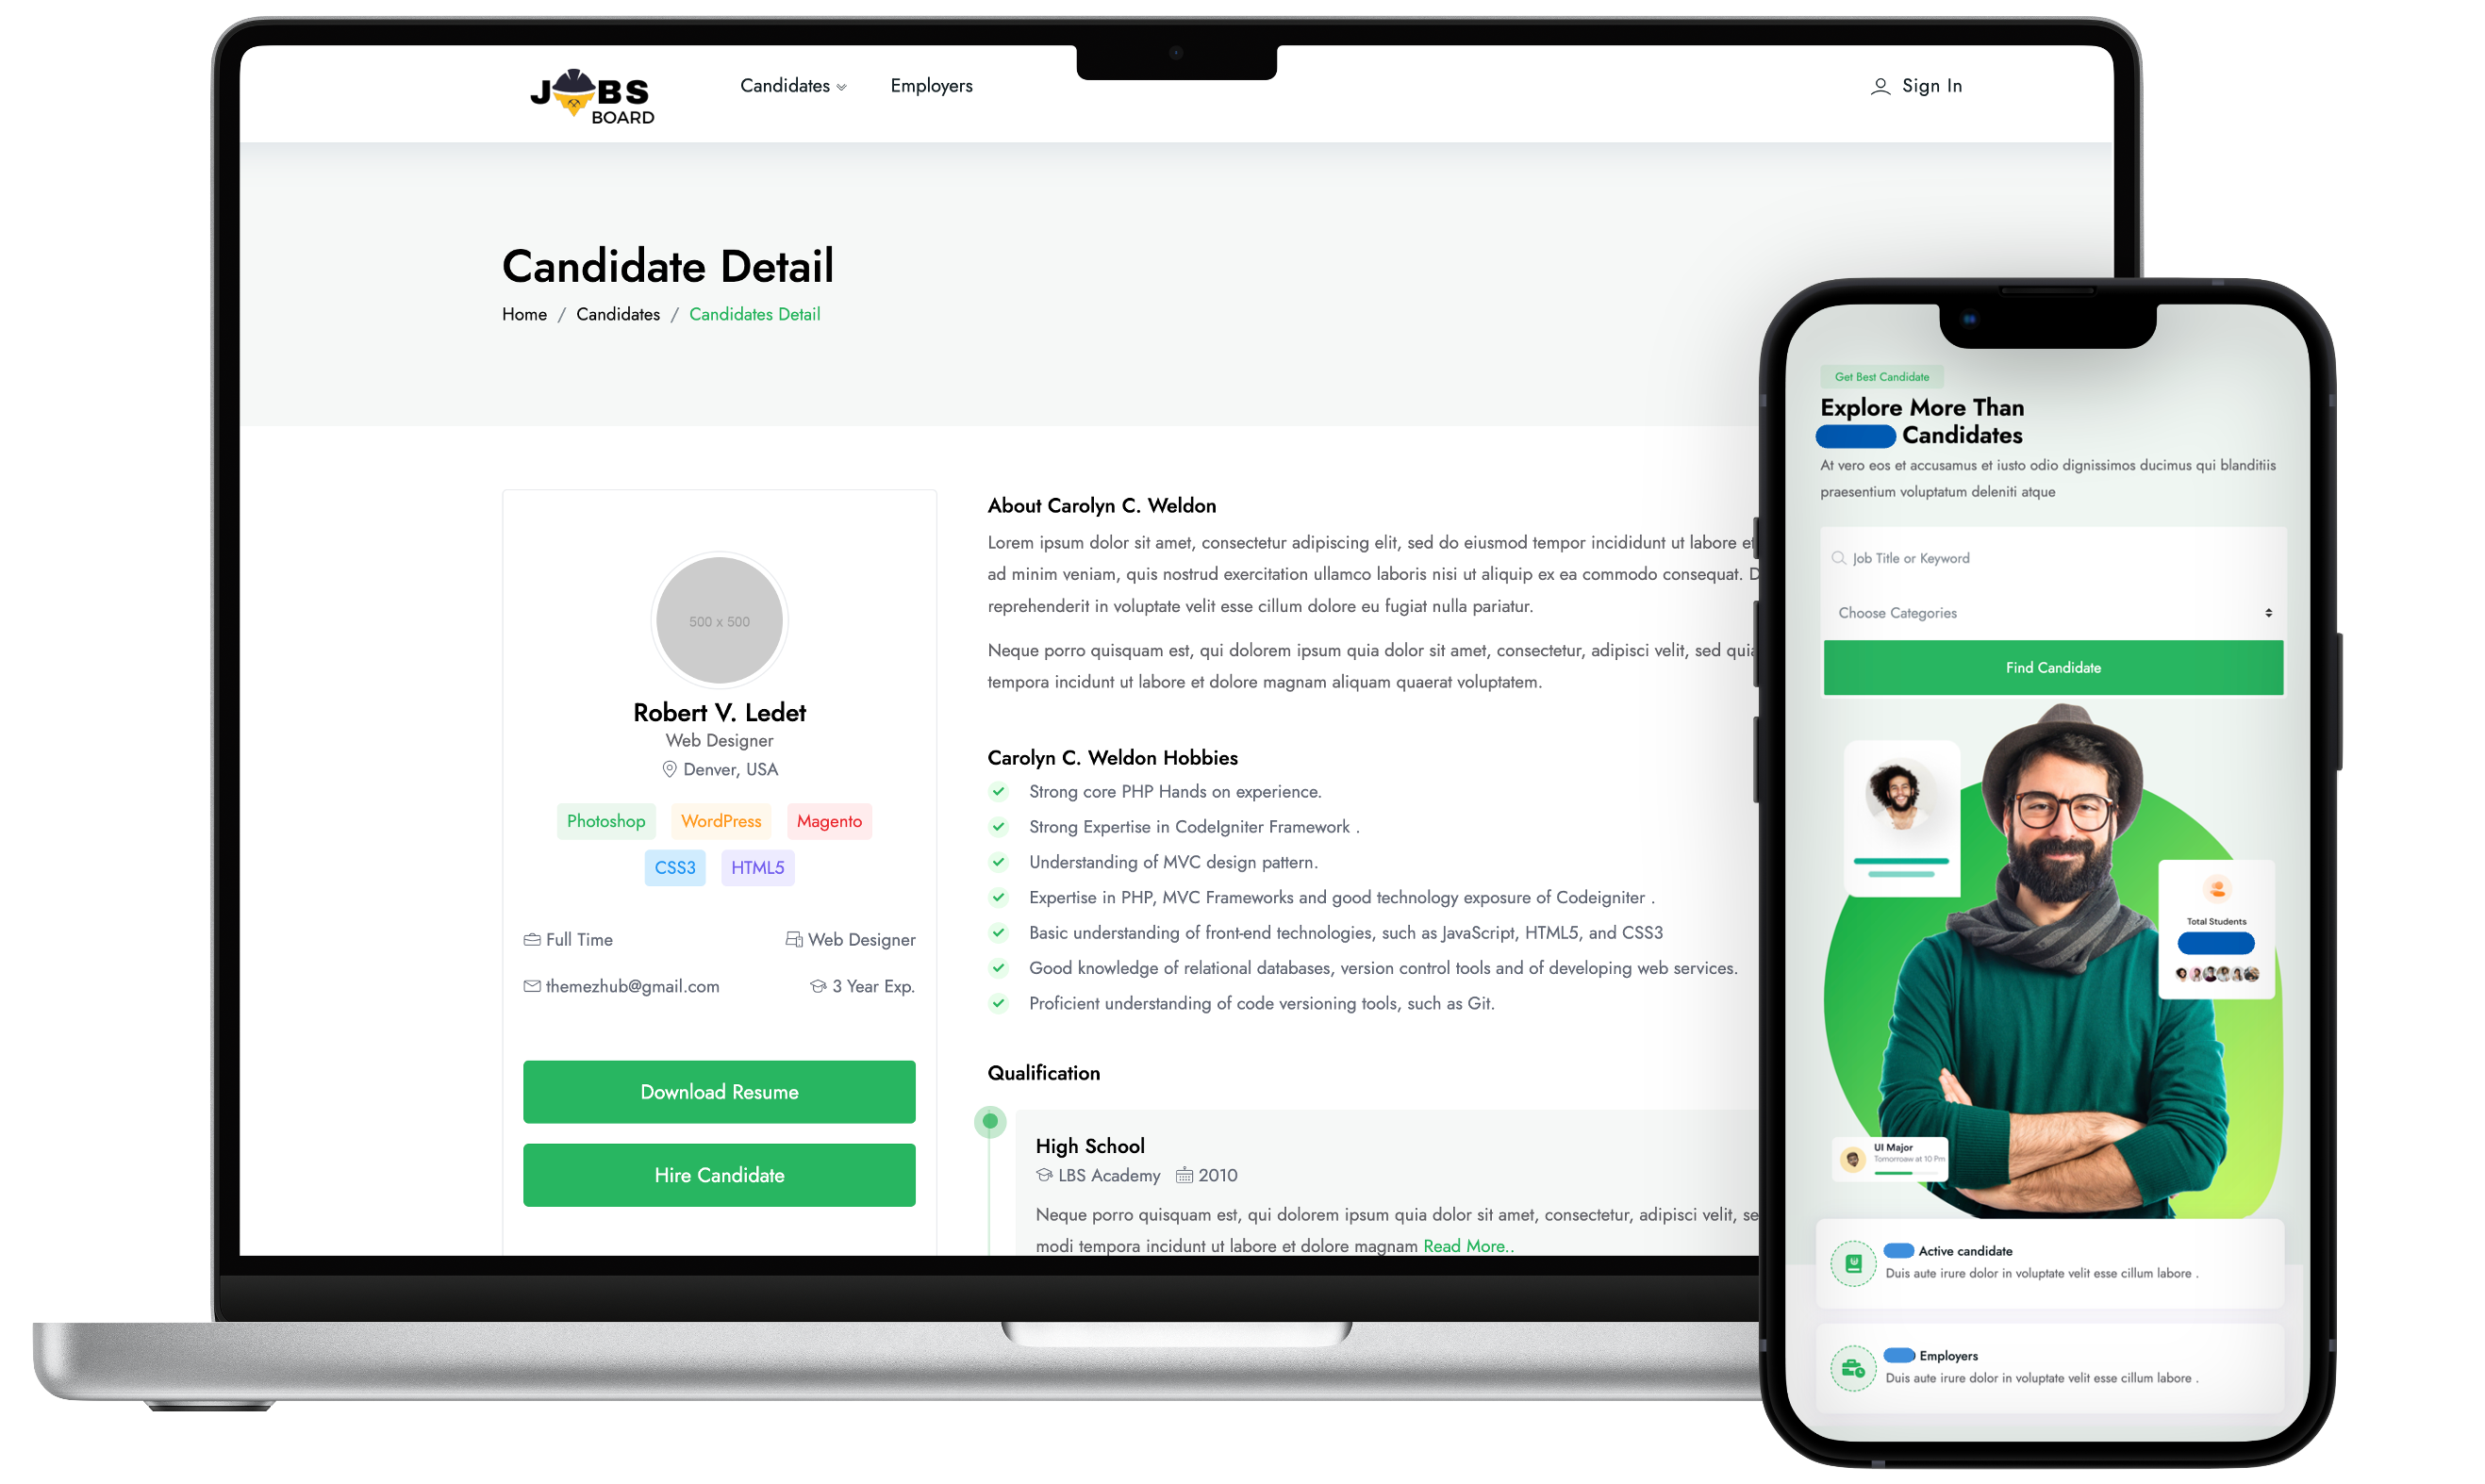 JOBS
BOARD
Candidates
Employers
Sign In
Candidate Detail
Home / Candidates / Candidates Detail
500 x 500
Robert V. Ledet
Web Designer
Denver, USA
Photoshop WordPress Magento
CSS3 HTML5
Full Time Web Designer
themezhub@gmail.com 3 Year Exp.
Download Resume
Hire Candidate
About Carolyn C. Weldon
Lorem ipsum dolor sit amet, consectetur adipiscing elit, sed do eiusmod tempor incididunt ut labore et
ad minim veniam, quis nostrud exercitation ullamco laboris nisi ut aliquip ex ea commodo consequat. D
reprehenderit in voluptate velit esse cillum dolore eu fugiat nulla pariatur.
Neque porro quisquam est, qui dolorem ipsum quia dolor sit amet, consectetur, adipisci velit, sed quia
tempora incidunt ut labore et dolore magnam aliquam quaerat voluptatem.
Carolyn C. Weldon Hobbies
Strong core PHP Hands on experience.
Strong Expertise in CodeIgniter Framework .
Understanding of MVC design pattern.
Expertise in PHP, MVC Frameworks and good technology exposure of Codeigniter .
Basic understanding of front-end technologies, such as JavaScript, HTML5, and CSS3
Good knowledge of relational databases, version control tools and of developing web services.
Proficient understanding of code versioning tools, such as Git.
Qualification
High School
LBS Academy 2010
Neque porro quisquam est, qui dolorem ipsum quia dolor sit amet, consectetur, adipisci velit, se
modi tempora incidunt ut labore et dolore magnam Read More..
Get Best Candidate
Explore More Than
Candidates
At vero eos et accusamus et iusto odio dignissimos ducimus qui blanditiis
praesentium voluptatum deleniti atque
Job Title or Keyword
Choose Categories
Find Candidate
Total Students
UI Major
Tomorroaw at 10 Pm
Active candidate
Duis aute irure dolor in voluptate velit esse cillum labore .
Employers
Duis aute irure dolor in voluptate velit esse cillum labore .